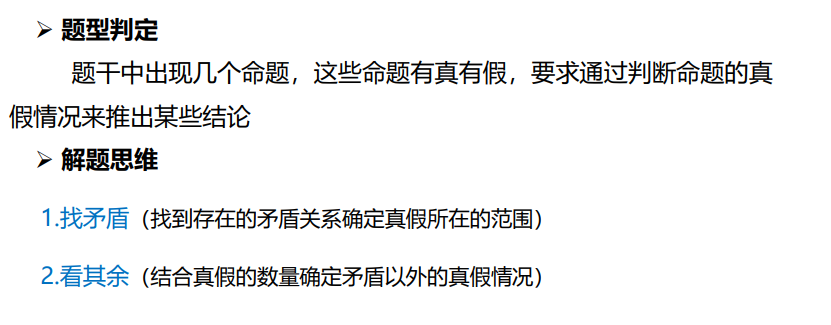 ➢ 题型判定
题干中出现几个命题，这些命题有真有假，要求通过判断命题的真
假情况来推出某些结论
➢ 解题思维
1.找矛盾（找到存在的矛盾关系确定真假所在的范围）
2.看其余（结合真假的数量确定矛盾以外的真假情况）